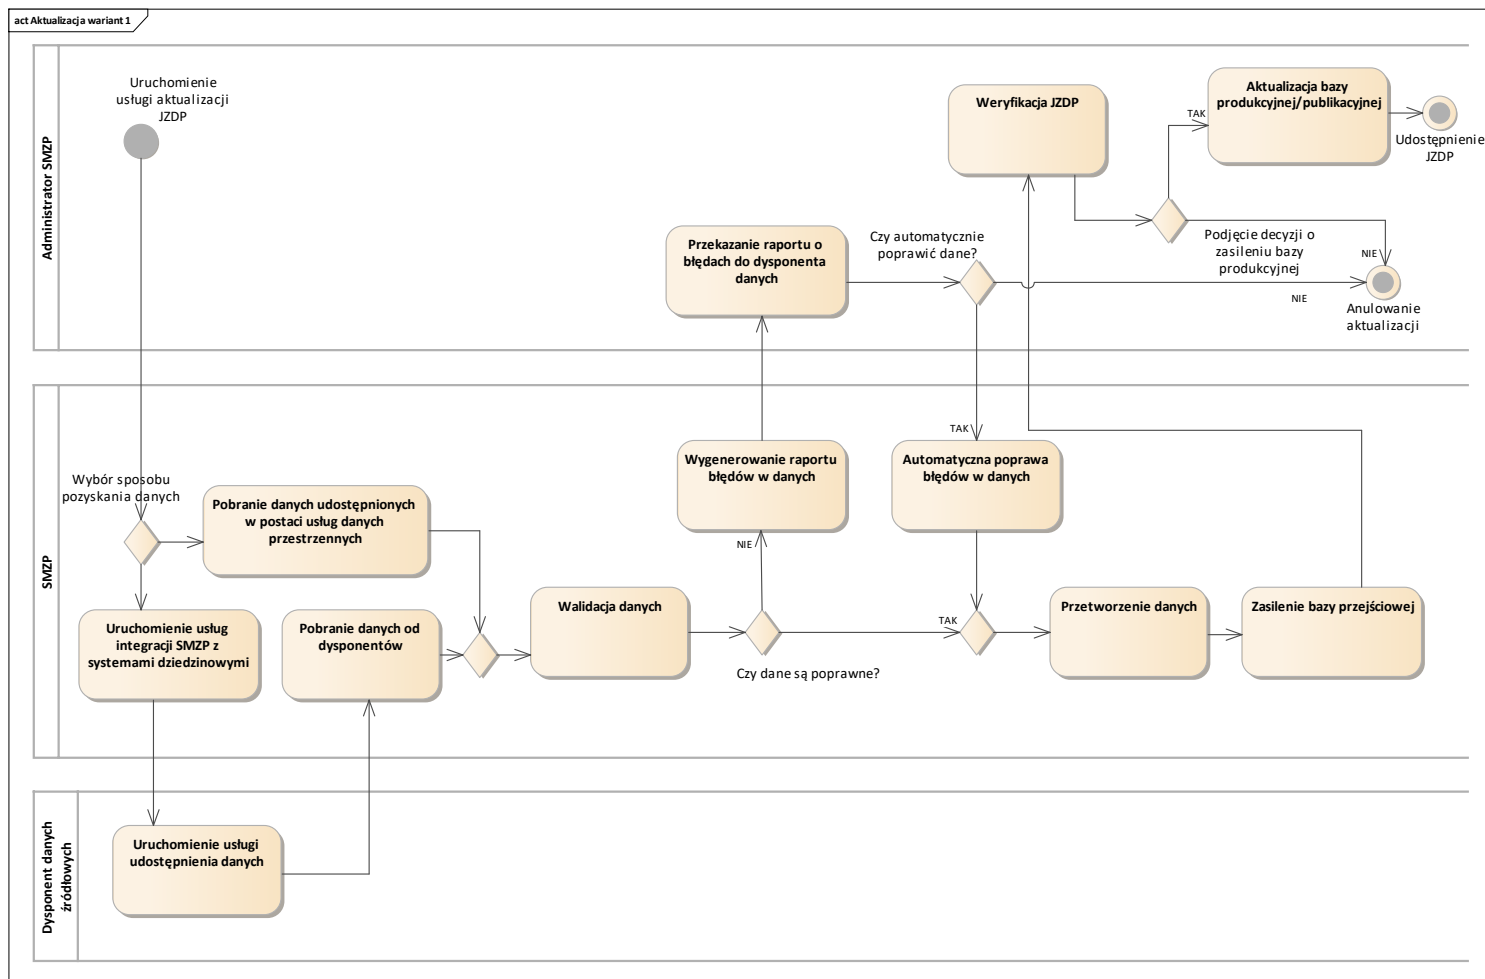 act Aktualizacja wariant 1
Administrator SMZP
Uruchomienie
usługi aktualizacji
JZDP
Weryfikacja JZDP
Aktualizacja bazy
produkcyjnej/publikacyjnej
TAK
Udostępnienie
JZDP
Przekazanie raportu o
błędach do dysponenta
danych
Czy automatycznie
poprawić dane?
Podjęcie decyzji o
zasileniu bazy
produkcyjnej
NIE
NIE
Anulowanie
aktualizacji
SMZP
Wybór sposobu
pozyskania danych
Pobranie danych udostępnionych
w postaci usług danych
przestrzennych
Wygenerowanie raportu
błędów w danych
TAK
Automatyczna poprawa
błędów w danych
NIE
Uruchomienie usług
integracji SMZP z
systemami dziedzinowymi
Pobranie danych od
dysponentów
Walidacja danych
Czy dane są poprawne?
TAK
Przetworzenie danych
Zasilenie bazy przejściowej
Dysponent danych
źródłowych
Uruchomienie usługi
udostępnienia danych